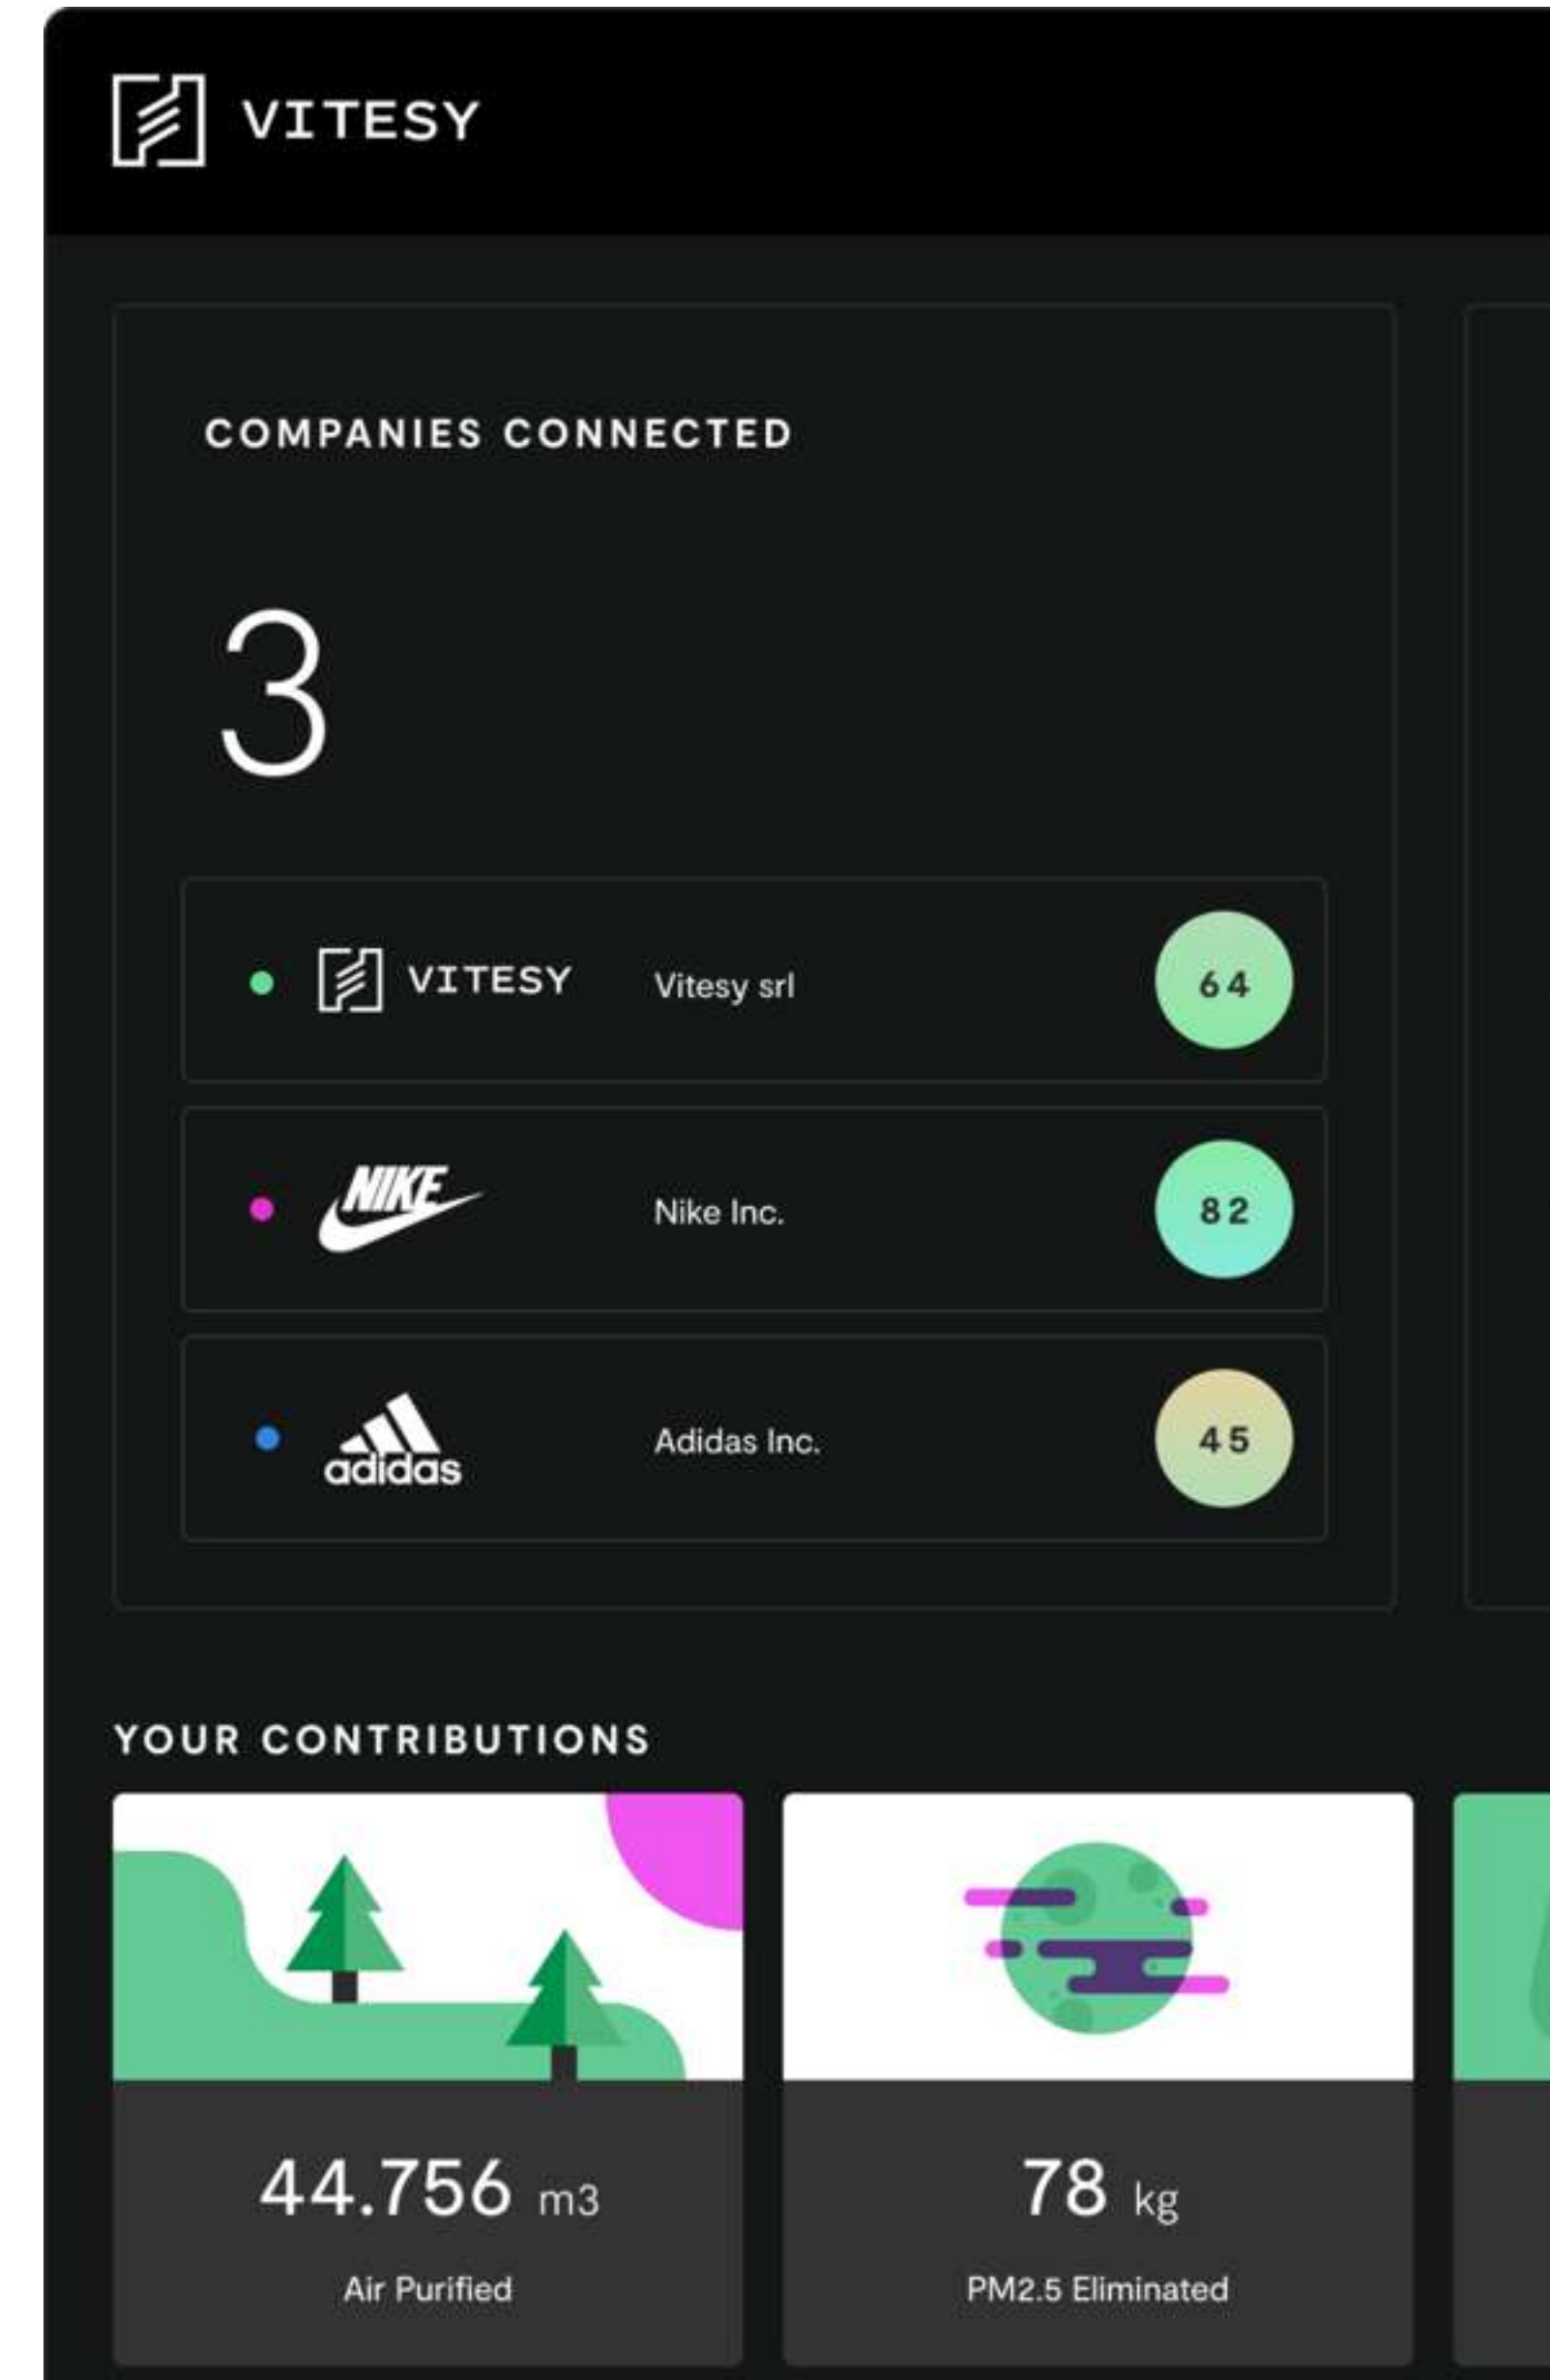 VITESY
COMPANIES CONNECTED
3
VITESY Vitesy srl 64
NIKE Nike Inc. 82
adidas Adidas Inc. 45
YOUR CONTRIBUTIONS
44.756 m3
Air Purified
78 kg
PM2.5 Eliminated